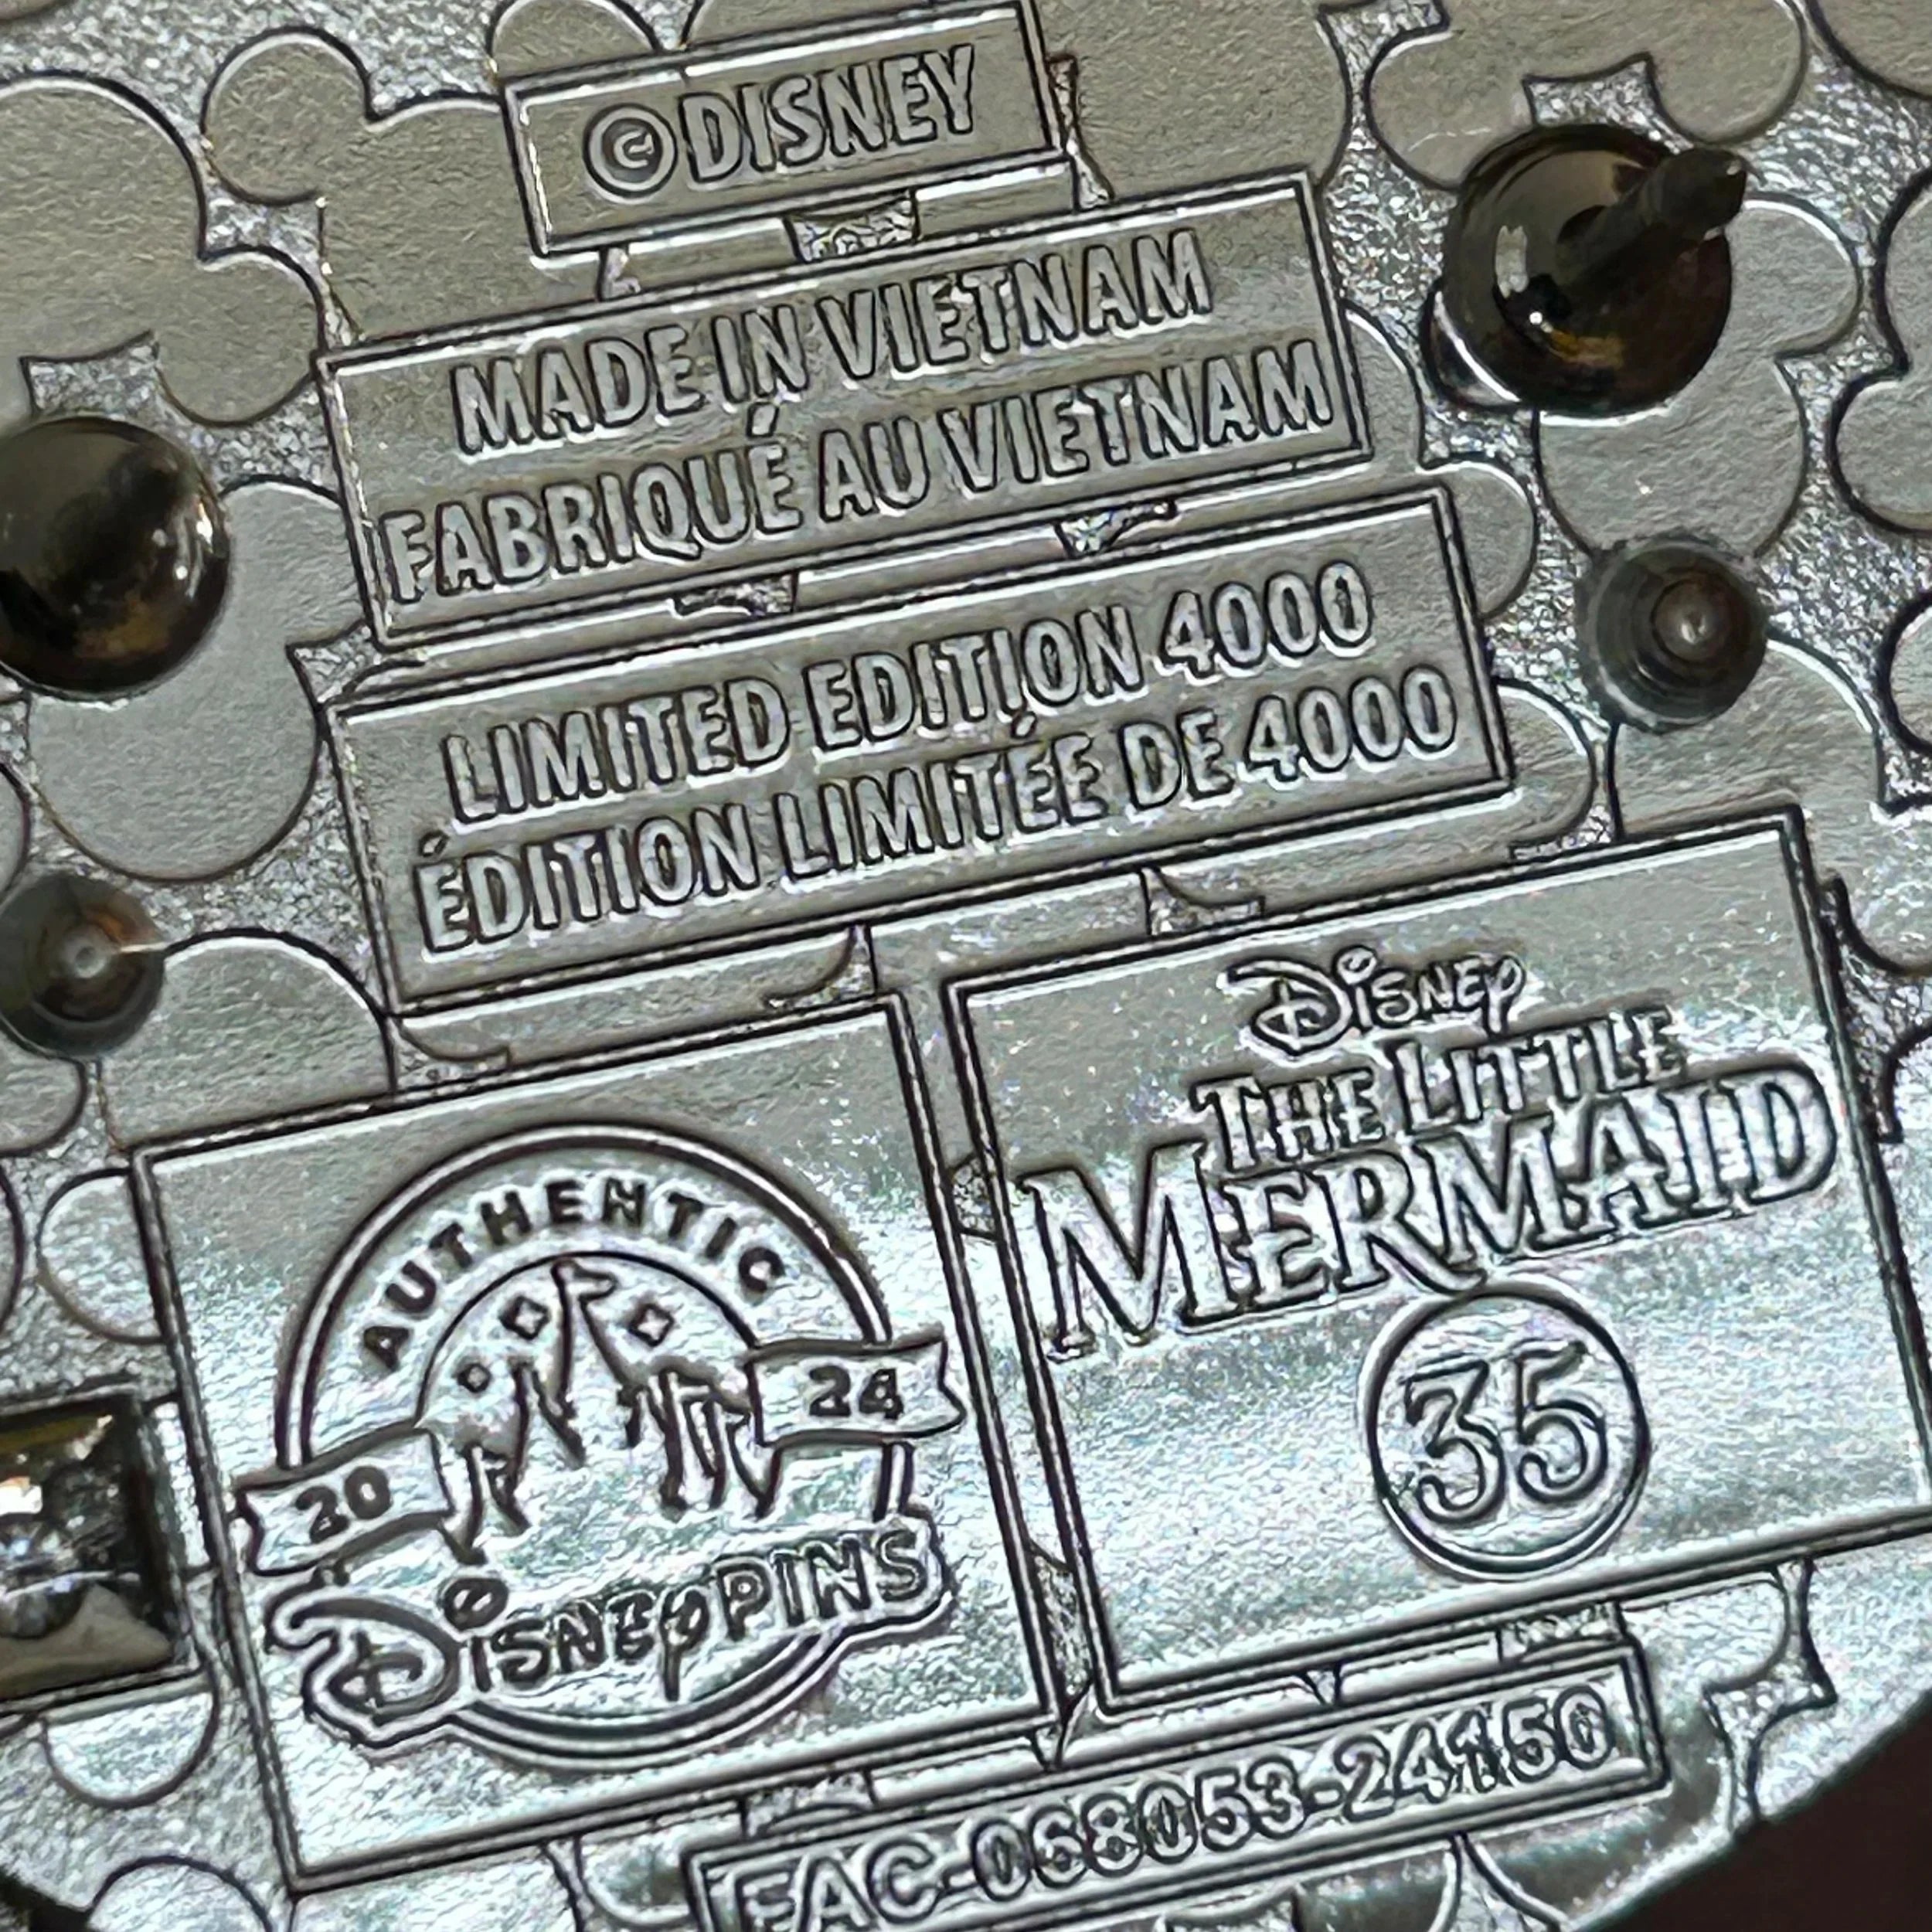 ©DISNEY
MADE IN VIETNAM
FABRIQUÉ AU VIETNAM
LIMITED EDITION 4000
ÉDITION LIMITÉE DE 4000
AUTHENTIC
20 24
Disney PINS
Disney
THE LITTLE
MERMAID
35
FAC-068053-24150